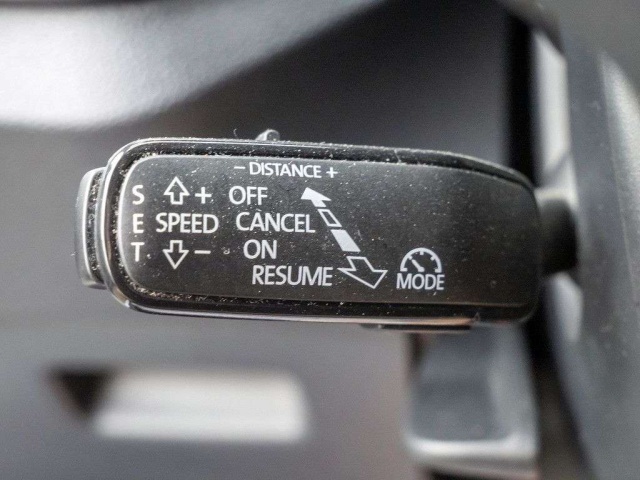 - DISTANCE +
S + OFF
E SPEED CANCEL
T - ON
RESUME
MODE